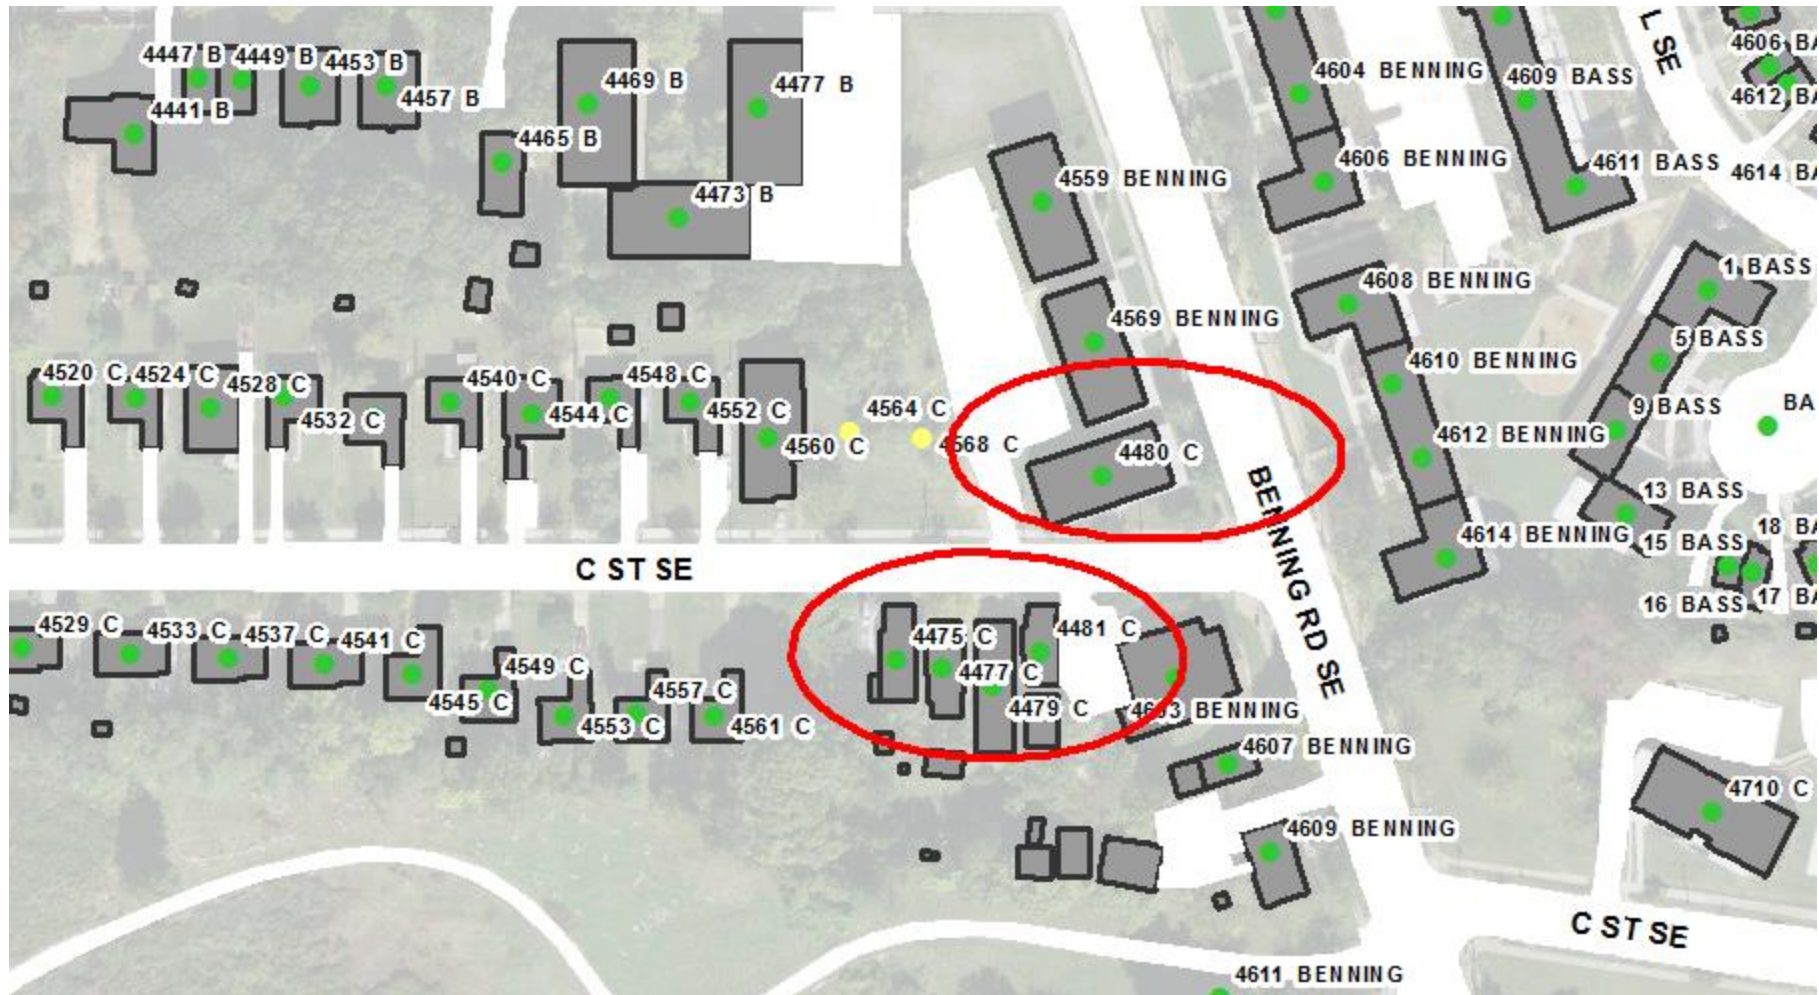 4447 B
4449 B
4453 B
4457 B
4441 B
4465 B
4469 B
4477 B
4473 B
4604 BENNING
4609 BASS
L SE
4606 BA
4612 BA
4606 BENNING
4611 BASS
4614 BA
4559 BENNING
4569 BENNING
4608 BENNING
1 BASS
5 BASS
4610 BENNING
9 BASS
BA
4612 BENNING
13 BASS
4614 BENNING
15 BASS
18 BA
16 BASS
17 BA
4520 C
4524 C
4528 C
4532 C
4540 C
4544 C
4548 C
4552 C
4560 C
4564 C
4568 C
4480 C
BENNING RD SE
C ST SE
4529 C
4533 C
4537 C
4541 C
4545 C
4549 C
4553 C
4557 C
4561 C
4475 C
4477 C
4479 C
4481 C
4603 BENNING
4607 BENNING
4609 BENNING
4710 C
C ST SE
4611 BENNING